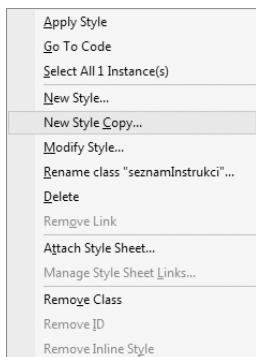 Apply Style
Go To Code
Select All 1 Instance(s)
New Style...
New Style Copy...
Modify Style...
Rename class "seznamInstrukci"...
Delete
Remove Link
Attach Style Sheet...
Manage Style Sheet Links...
Remove Class
Remove ID
Remove Inline Style